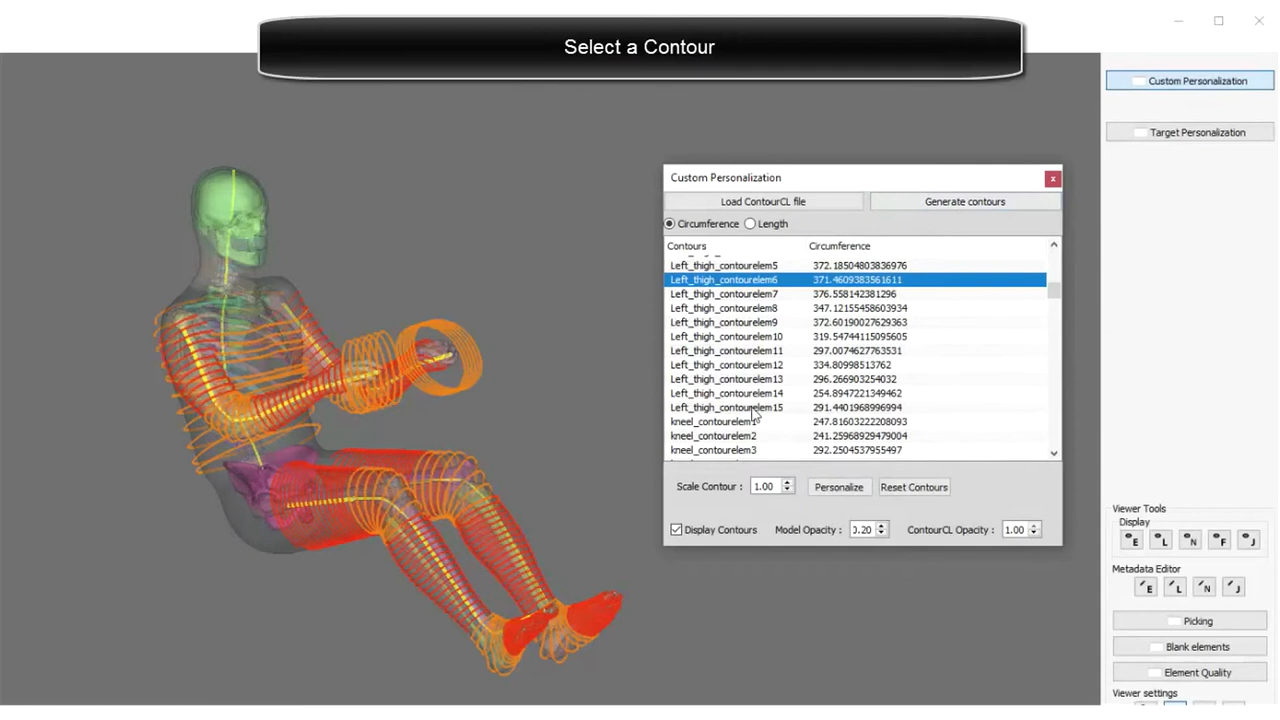 Select a Contour
Custom Personalization
Target Personalization
Custom Personalization
x
Load ContourCL file Generate contours
Circumference Length
Contours Circumference
Left_thigh_contourelem5 372.18504803836976
Left_thigh_contourelem6 371.4609383561611
Left_thigh_contourelem7 376.558142381296
Left_thigh_contourelem8 347.12155458603934
Left_thigh_contourelem9 372.60190027629363
Left_thigh_contourelem10 319.54744115095605
Left_thigh_contourelem11 297.0074627763531
Left_thigh_contourelem12 334.80998513762
Left_thigh_contourelem13 296.266903254032
Left_thigh_contourelem14 254.8947221349462
Left_thigh_contourelem15 291.4401968996994
kneel_contourelem1 247.81603222208093
kneel_contourelem2 241.25968929479004
kneel_contourelem3 292.2504537955497
Scale Contour : 1.00 Personalize Reset Contours
Display Contours Model Opacity : 0.20 ContourCL Opacity : 1.00
Viewer Tools
Display
E L N F J
Metadata Editor
E L N J
Picking
Blank elements
Element Quality
Viewer settings